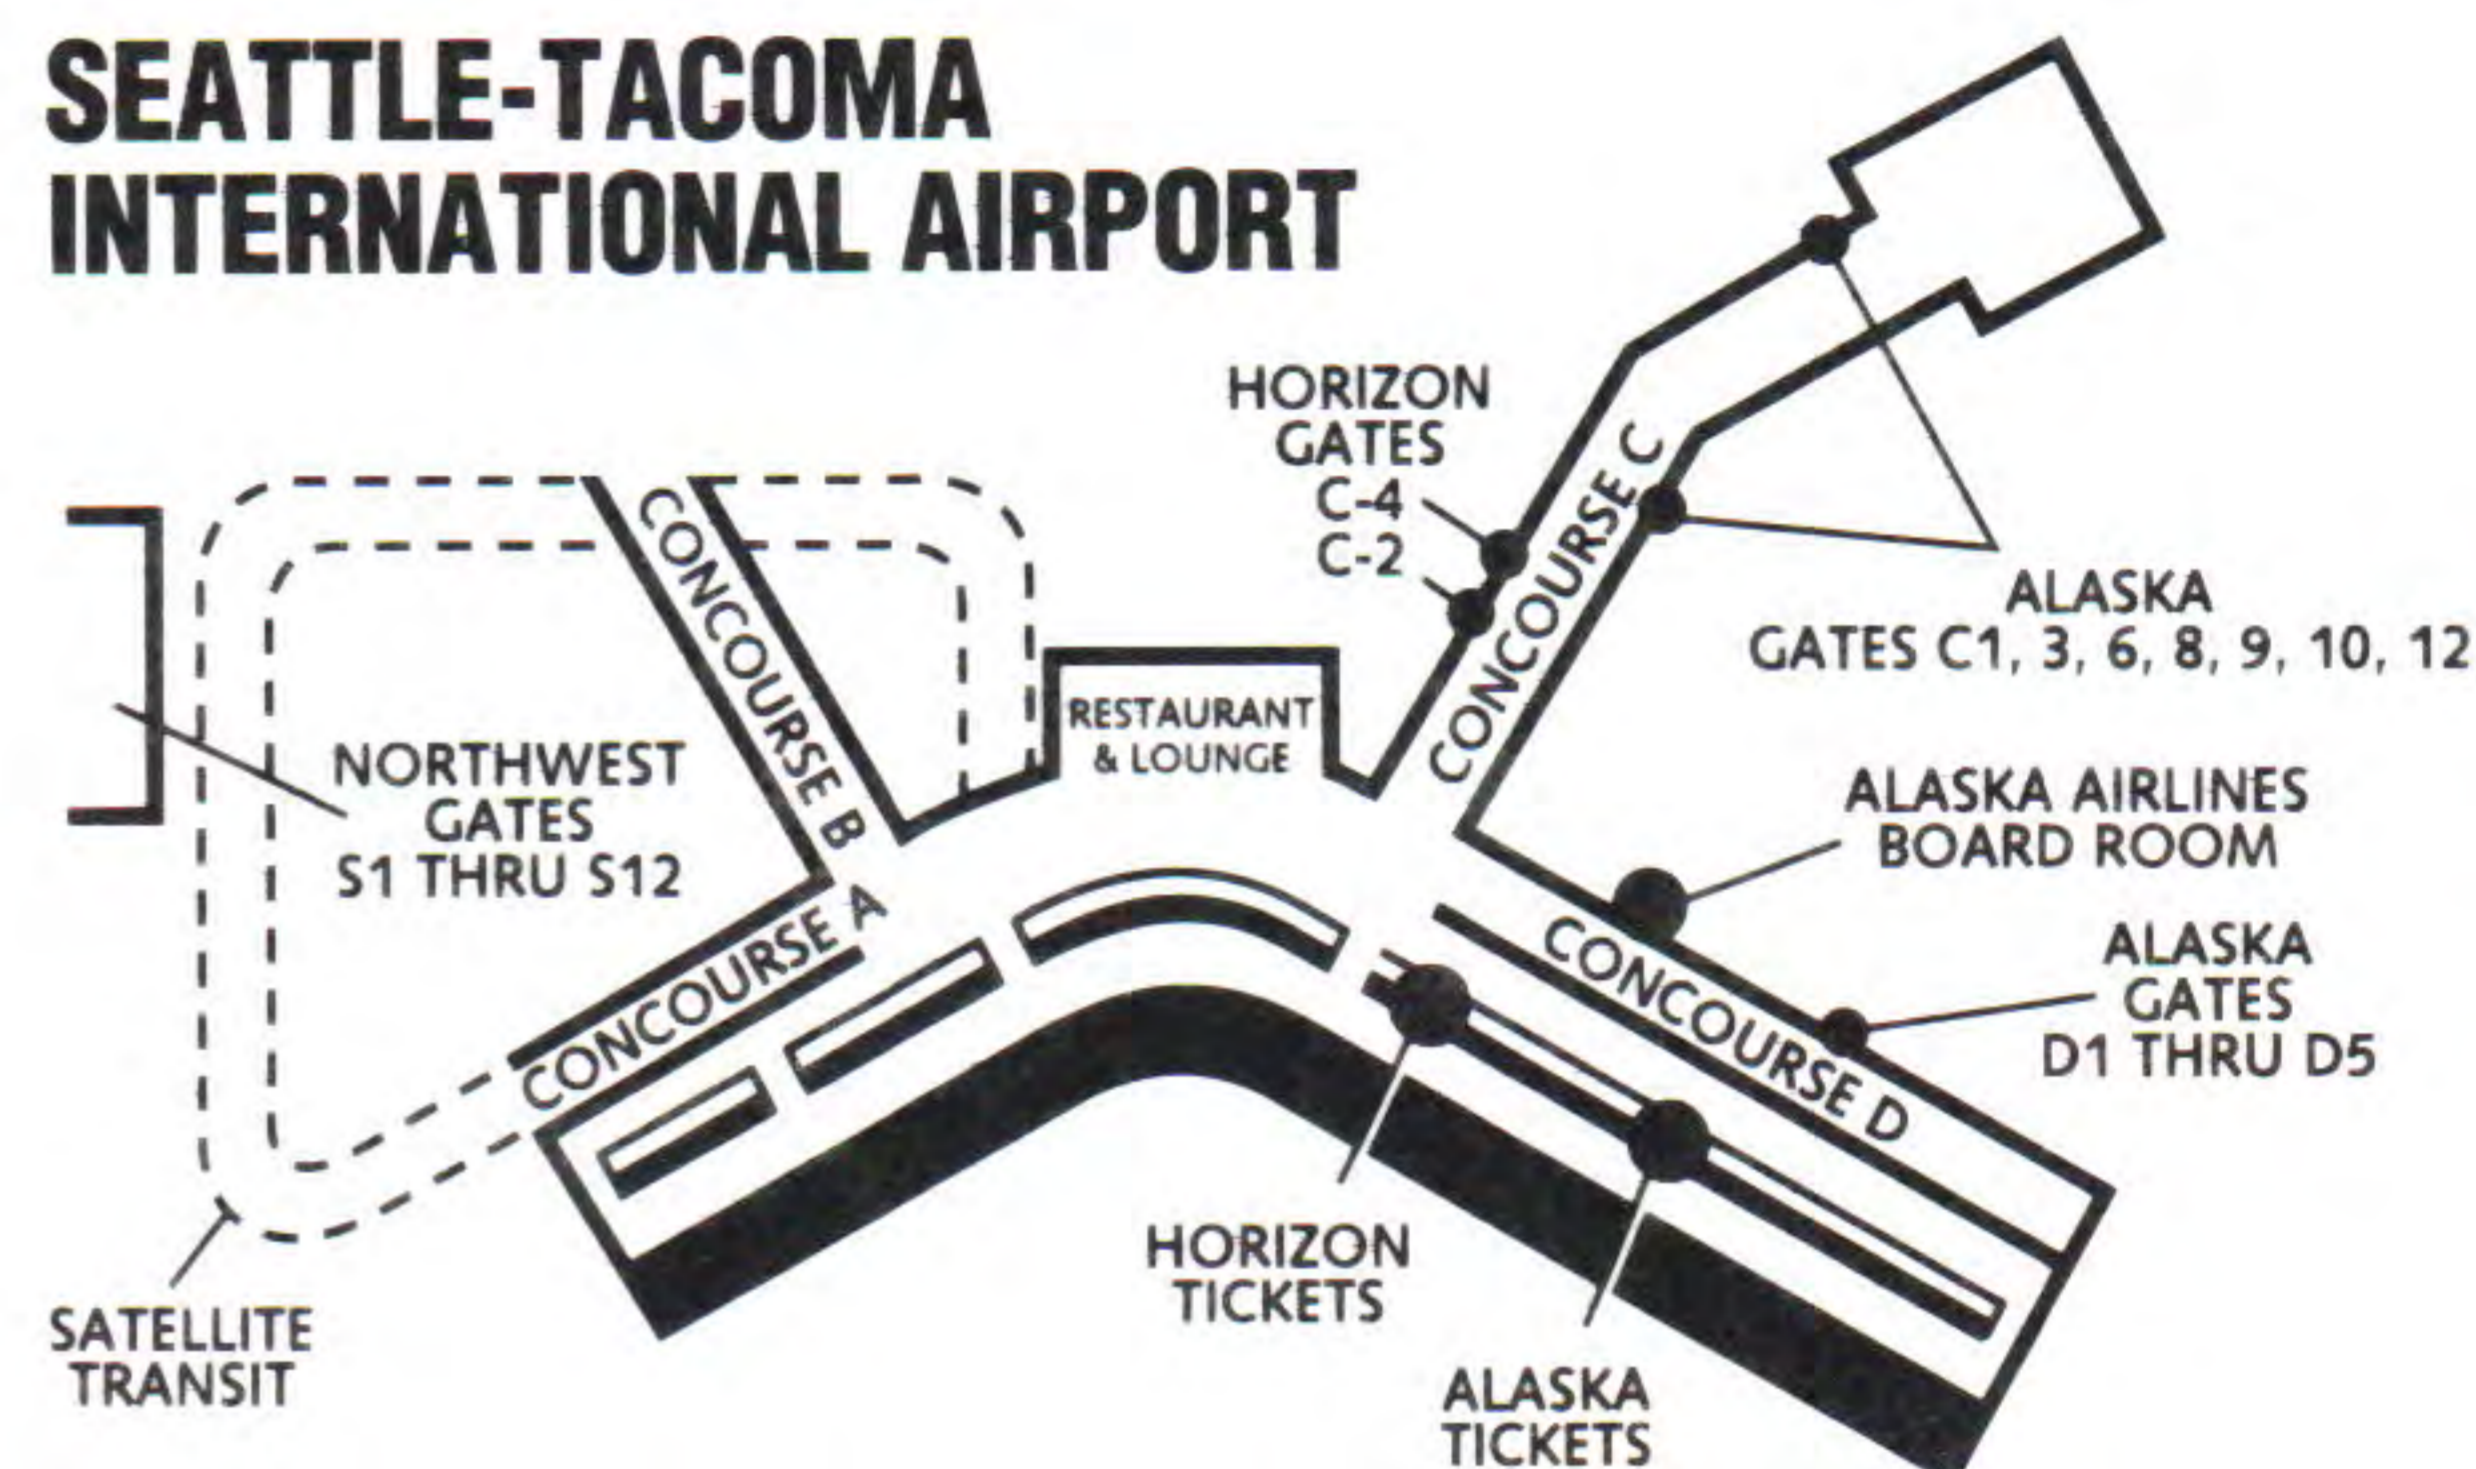 SEATTLE-TACOMA
INTERNATIONAL AIRPORT
HORIZON
GATES
C-4
C-2
CONCOURSE C
ALASKA
GATES C1, 3, 6, 8, 9, 10, 12
CONCOURSE B
RESTAURANT
& LOUNGE
NORTHWEST
GATES
S1 THRU S12
ALASKA AIRLINES
BOARD ROOM
CONCOURSE A
CONCOURSE D
ALASKA
GATES
D1 THRU D5
HORIZON
TICKETS
SATELLITE
TRANSIT
ALASKA
TICKETS